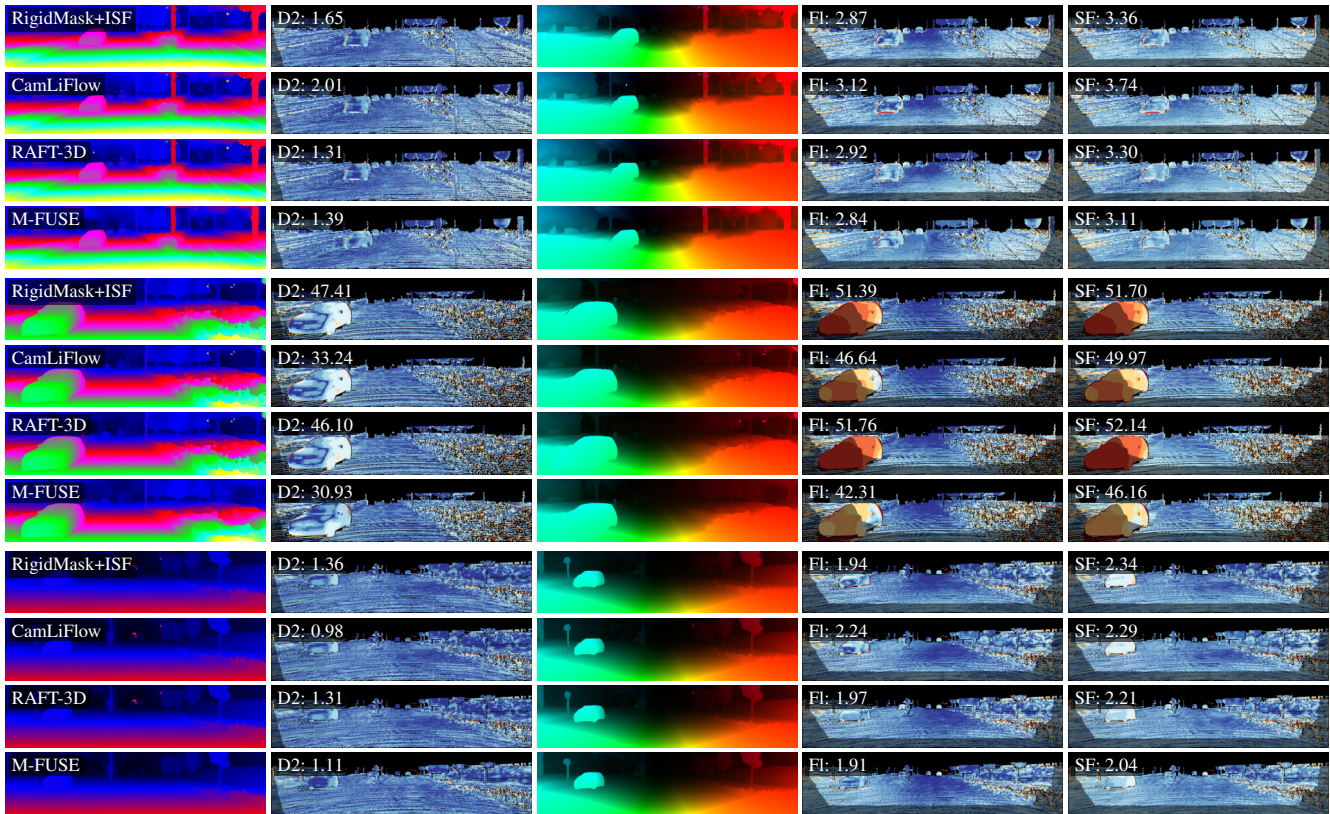 RigidMask+ISF D2: 1.65 Fl: 2.87 SF: 3.36
CamLiFlow D2: 2.01 Fl: 3.12 SF: 3.74
RAFT-3D D2: 1.31 Fl: 2.92 SF: 3.30
M-FUSE D2: 1.39 Fl: 2.84 SF: 3.11
RigidMask+ISF D2: 47.41 Fl: 51.39 SF: 51.70
CamLiFlow D2: 33.24 Fl: 46.64 SF: 49.97
RAFT-3D D2: 46.10 Fl: 51.76 SF: 52.14
M-FUSE D2: 30.93 Fl: 42.31 SF: 46.16
RigidMask+ISF D2: 1.36 Fl: 1.94 SF: 2.34
CamLiFlow D2: 0.98 Fl: 2.24 SF: 2.29
RAFT-3D D2: 1.31 Fl: 1.97 SF: 2.21
M-FUSE D2: 1.11 Fl: 1.91 SF: 2.04